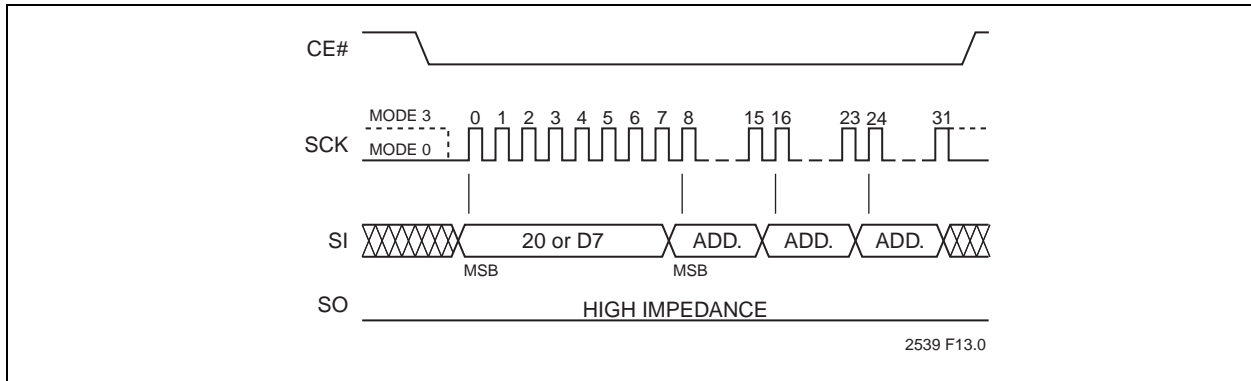 CE#
MODE 3
0 1 2 3 4 5 6 7 8 15 16 23 24 31
SCK
MODE 0
SI
20 or D7 ADD. ADD. ADD.
MSB MSB
SO
HIGH IMPEDANCE
2539 F13.0